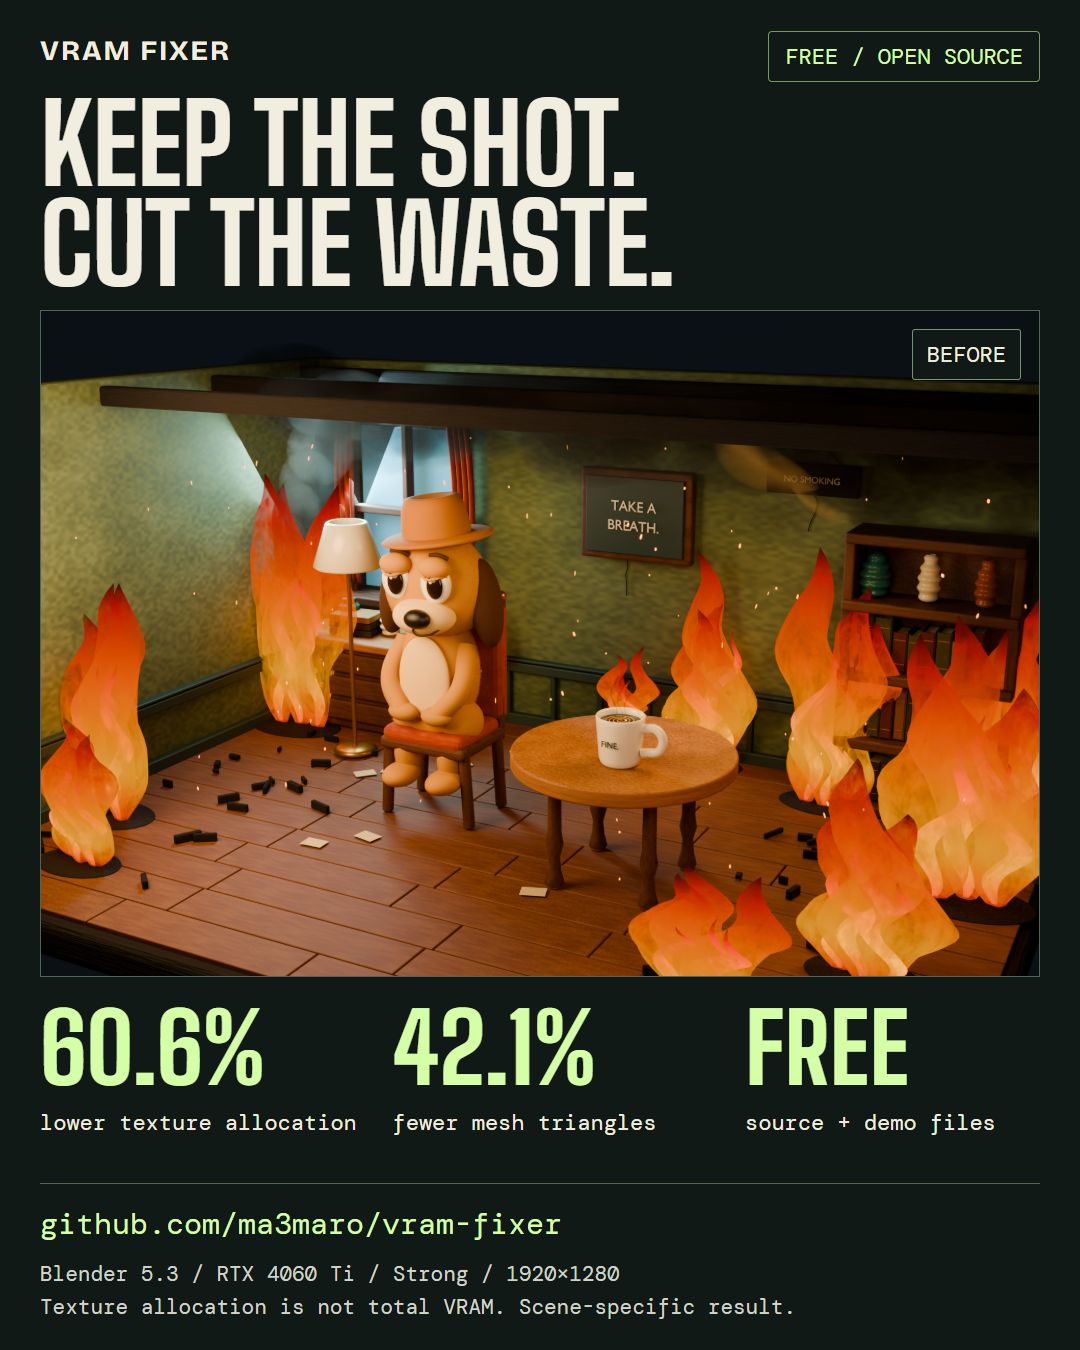 VRAM FIXER
FREE / OPEN SOURCE
KEEP THE SHOT.
CUT THE WASTE.
BEFORE
TAKE A
BREATH.
NO SMOKING
FINE.
60.6%
lower texture allocation
42.1%
fewer mesh triangles
FREE
source + demo files
github.com/ma3maro/vram-fixer
Blender 5.3 / RTX 4060 Ti / Strong / 1920×1280
Texture allocation is not total VRAM. Scene-specific result.